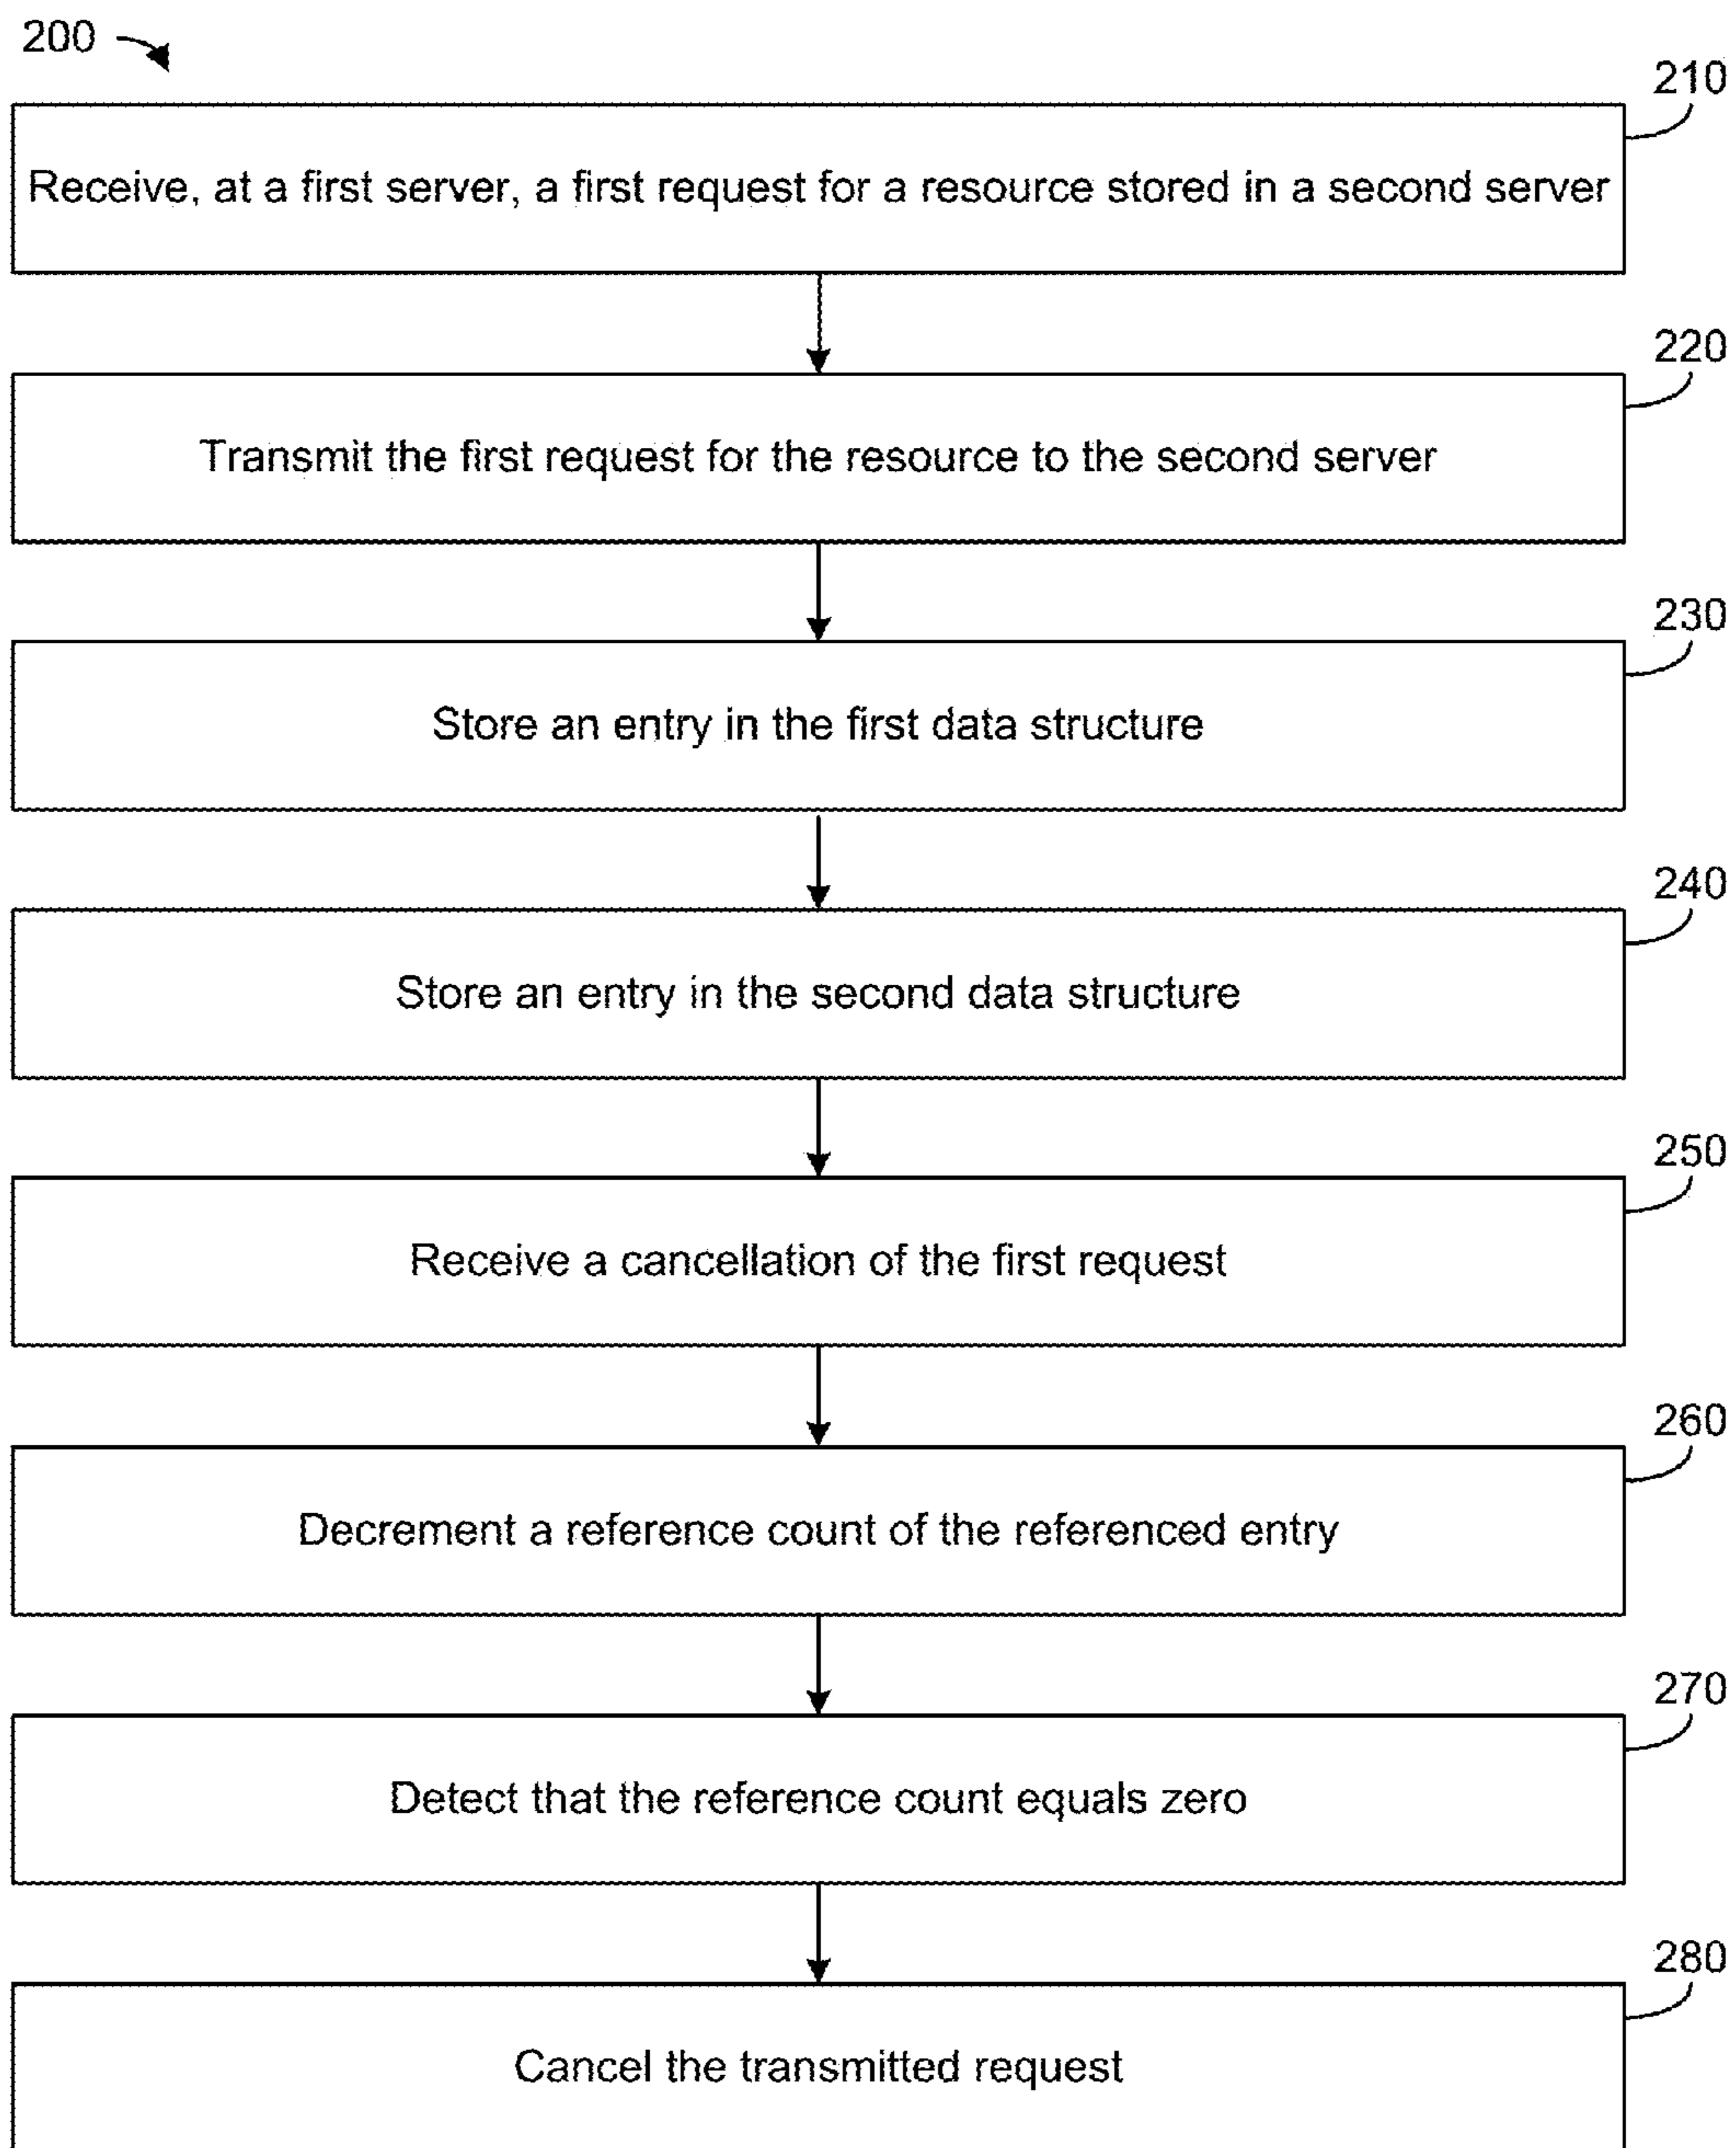 200
210
Receive, at a first server, a first request for a resource stored in a second server
220
Transmit the first request for the resource to the second server
230
Store an entry in the first data structure
240
Store an entry in the second data structure
250
Receive a cancellation of the first request
260
Decrement a reference count of the referenced entry
270
Detect that the reference count equals zero
280
Cancel the transmitted request